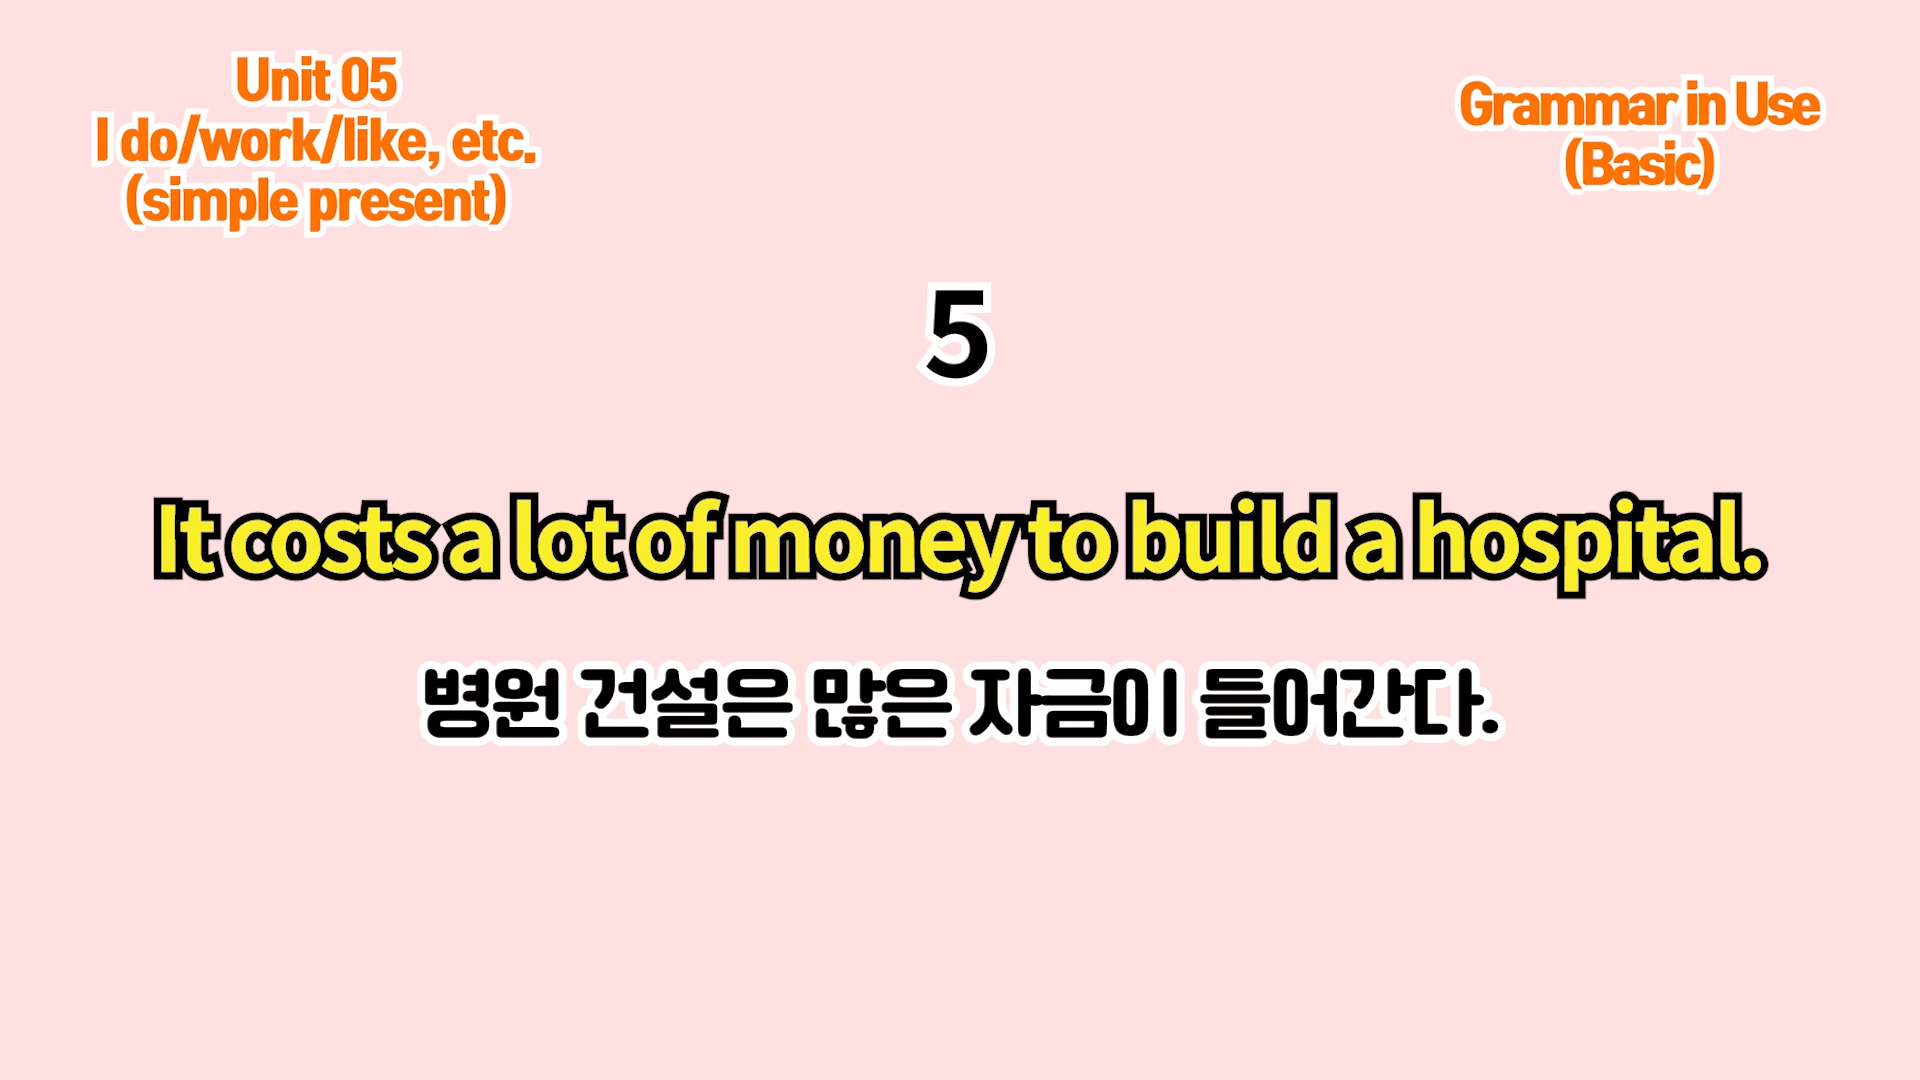 Unit 05
I do/work/like, etc.
(simple present)
Grammar in Use
(Basic)
5
It costs a lot of money to build a hospital.
병원 건설은 많은 자금이 들어간다.